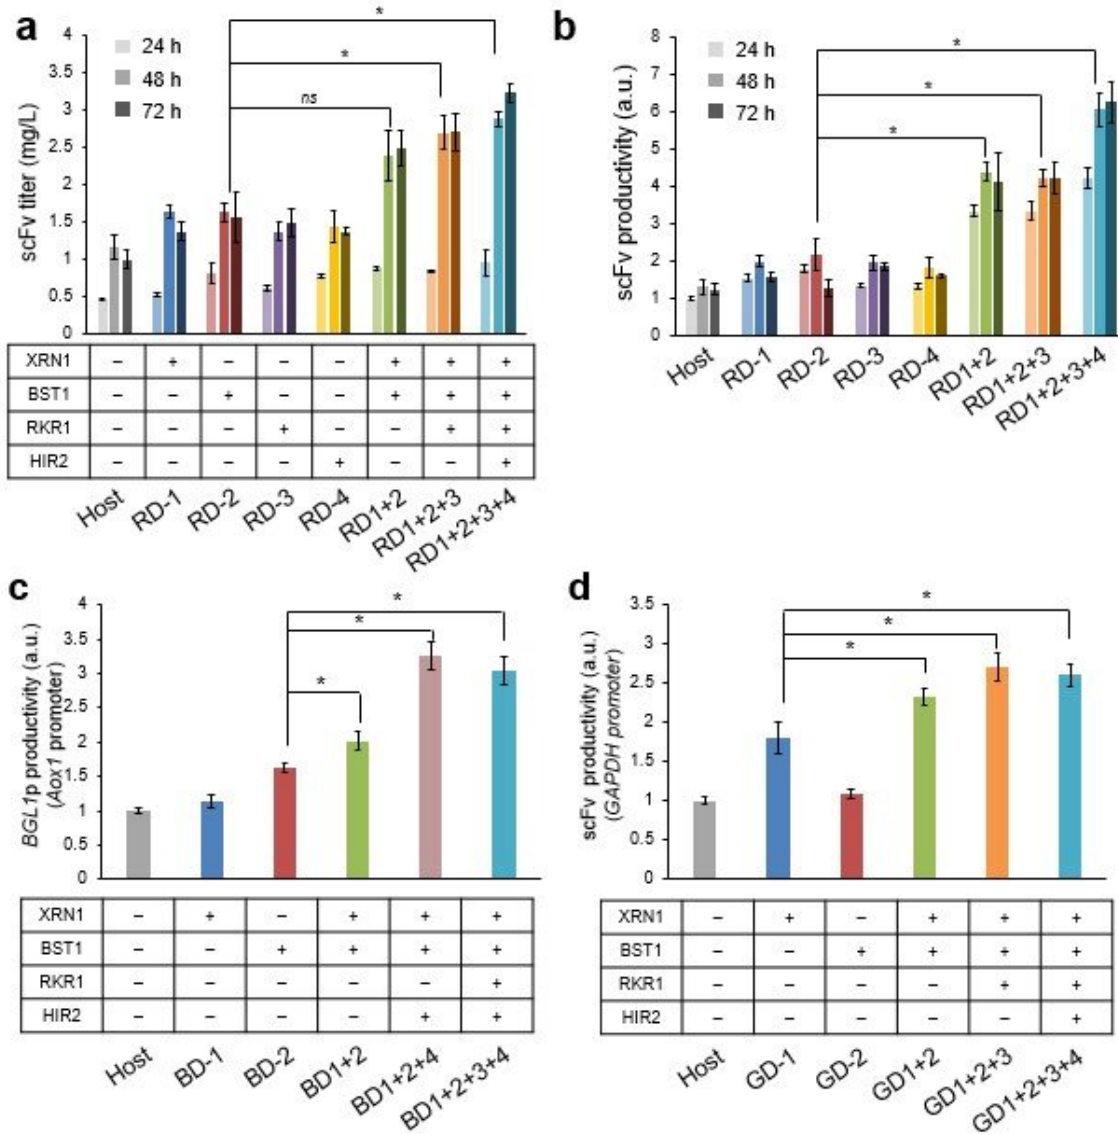 a
scFv titer (mg/L)
4
3.5
3
2.5
2
1.5
1
0.5
0
24 h
48 h
72 h
*
*
ns
XRN1 – + – – – + + +
BST1 – – + – – + + +
RKR1 – – – + – – + +
HIR2 – – – – + – – +
Host RD-1 RD-2 RD-3 RD-4 RD1+2 RD1+2+3 RD1+2+3+4
b
scFv productivity (a.u.)
8
7
6
5
4
3
2
1
0
24 h
48 h
72 h
*
*
*
Host RD-1 RD-2 RD-3 RD-4 RD1+2 RD1+2+3 RD1+2+3+4
c
BGL1p productivity (a.u.)
(Aox1 promoter)
4
3.5
3
2.5
2
1.5
1
0.5
0
*
*
*
XRN1 – + – + + +
BST1 – – + + + +
RKR1 – – – – – +
HIR2 – – – – + +
Host BD-1 BD-2 BD1+2 BD1+2+4 BD1+2+3+4
d
scFv productivity (a.u.)
(GAPDH promoter)
3.5
3
2.5
2
1.5
1
0.5
0
*
*
*
XRN1 – + – + + +
BST1 – – + + + +
RKR1 – – – – + +
HIR2 – – – – – +
Host GD-1 GD-2 GD1+2 GD1+2+3 GD1+2+3+4